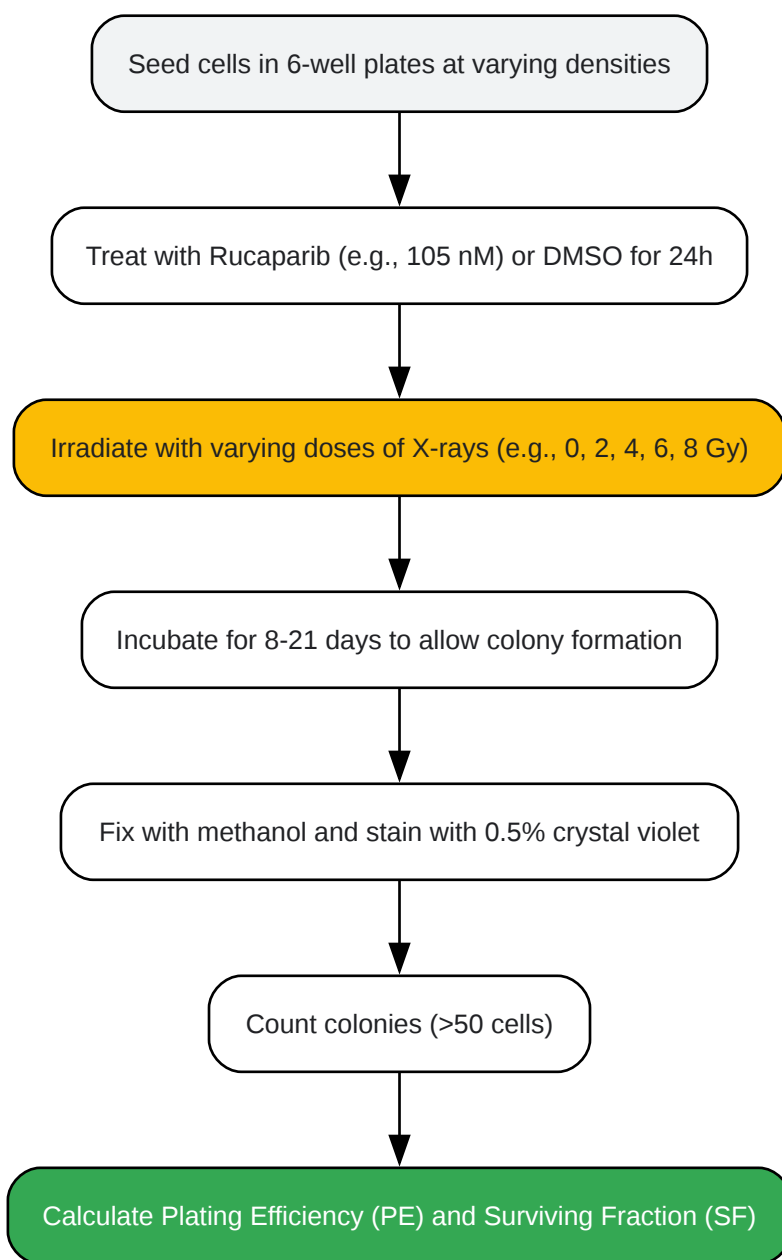 Seed cells in 6-well plates at varying densities
Treat with Rucaparib (e.g., 105 nM) or DMSO for 24h
Irradiate with varying doses of X-rays (e.g., 0, 2, 4, 6, 8 Gy)
Incubate for 8-21 days to allow colony formation
Fix with methanol and stain with 0.5% crystal violet
Count colonies (>50 cells)
Calculate Plating Efficiency (PE) and Surviving Fraction (SF)